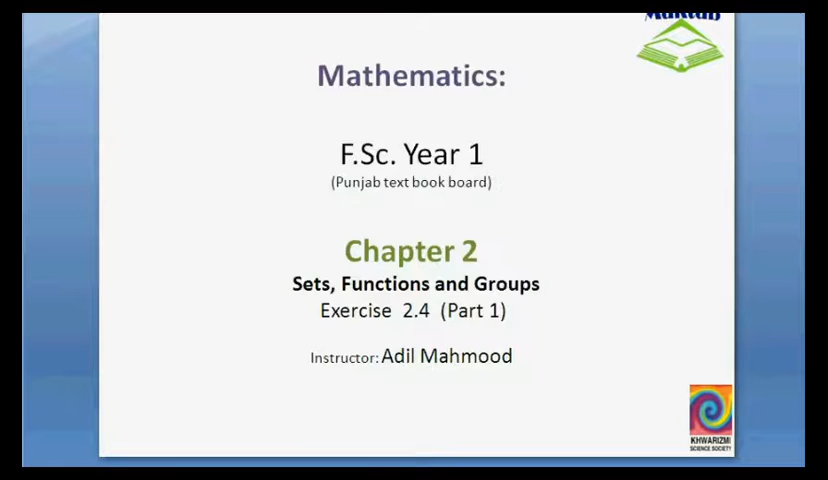 Maktab
Mathematics:
F.Sc. Year 1
(Punjab text book board)
Chapter 2
Sets, Functions and Groups
Exercise 2.4 (Part 1)
Instructor: Adil Mahmood
KHWARIZMI
SCIENCE SOCIETY